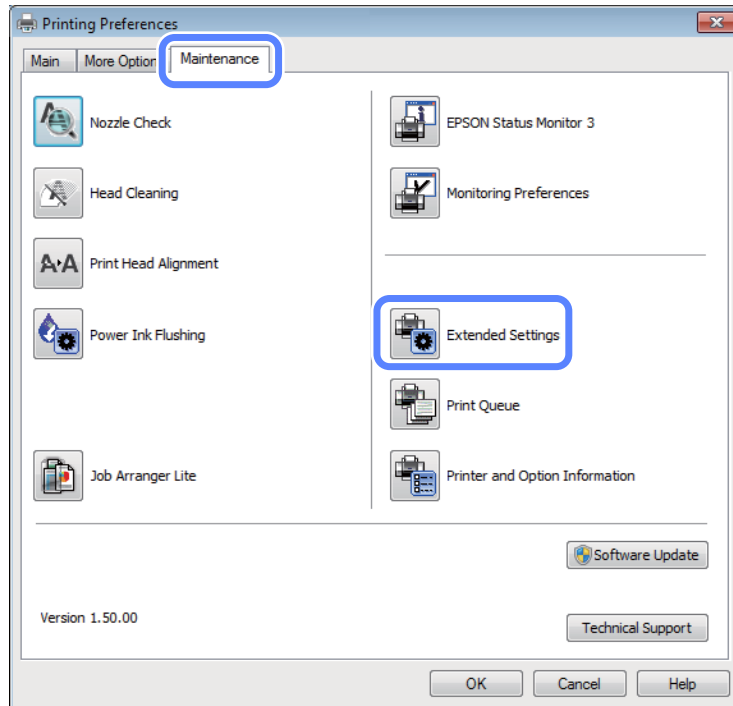 Printing Preferences
Main
More Option
Maintenance
Nozzle Check
EPSON Status Monitor 3
Head Cleaning
Monitoring Preferences
A·A
Print Head Alignment
Power Ink Flushing
Extended Settings
Print Queue
Job Arranger Lite
Printer and Option Information
Software Update
Version 1.50.00
Technical Support
OK
Cancel
Help